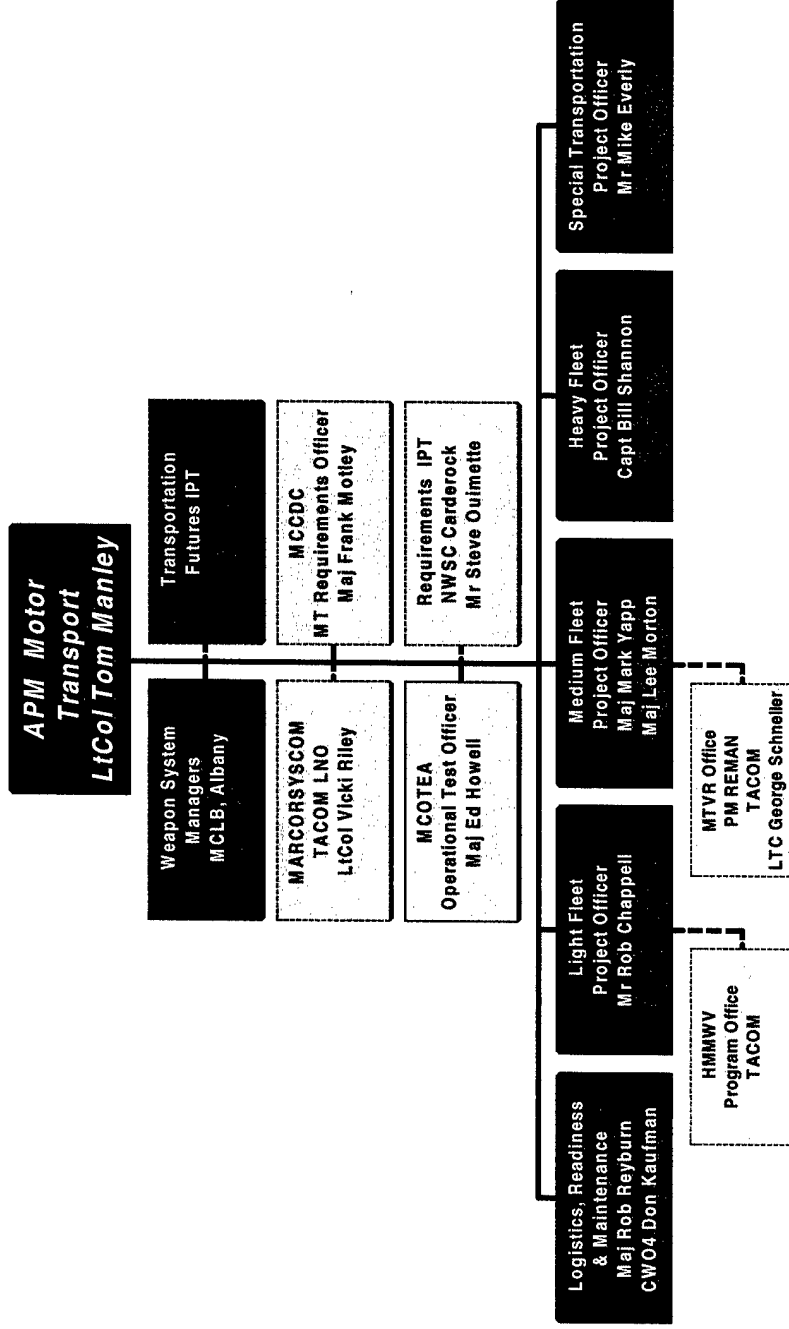 APM Motor
Transport
LtCol Tom Manley
Weapon System
Managers
MCLB, Albany
Transportation
Futures IPT
MARCORSYSCOM
TACOM LNO
LtCol Vicki Riley
MCCDC
MT Requirements Officer
Maj Frank Motley
MCOTEA
Operational Test Officer
Maj Ed Howell
Requirements IPT
NWSC Carderock
Mr Steve Ouimette
Logistics, Readiness
& Maintenance
Maj Rob Reyburn
CWO4 Don Kaufman
Light Fleet
Project Officer
Mr Rob Chappell
Medium Fleet
Project Officer
Maj Mark Yapp
Maj Lee Morton
Heavy Fleet
Project Officer
Capt Bill Shannon
Special Transportation
Project Officer
Mr Mike Everly
HMMWV
Program Office
TACOM
MTVR Office
PM REMAN
TACOM
LTC George Schneller